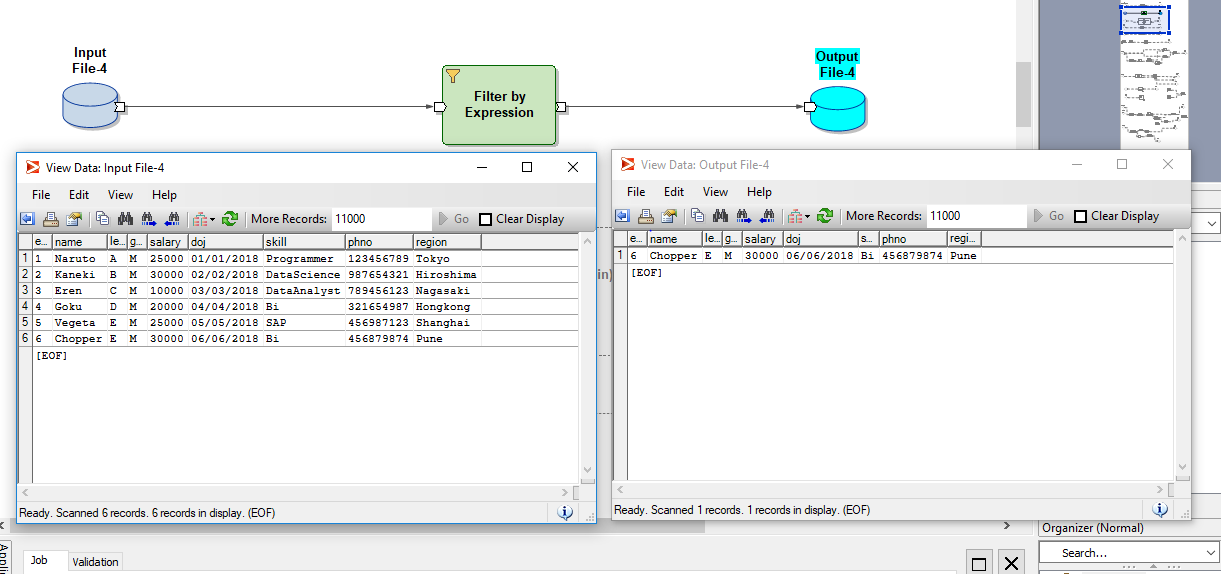 Input
File-4
Filter by
Expression
Output
File-4
View Data: Input File-4
File Edit View Help
More Records: 11000 Go Clear Display
e... name le... g... salary doj skill phno region
1 1 Naruto A M 25000 01/01/2018 Programmer 123456789 Tokyo
2 2 Kaneki B M 30000 02/02/2018 DataScience 987654321 Hiroshima
3 3 Eren C M 10000 03/03/2018 DataAnalyst 789456123 Nagasaki
4 4 Goku D M 20000 04/04/2018 Bi 321654987 Hongkong
5 5 Vegeta E M 25000 05/05/2018 SAP 456987123 Shanghai
6 6 Chopper E M 30000 06/06/2018 Bi 456879874 Pune
[EOF]
Ready. Scanned 6 records. 6 records in display. (EOF)
View Data: Output File-4
File Edit View Help
More Records: 11000 Go Clear Display
e... name le... g... salary doj s... phno regi...
1 6 Chopper E M 30000 06/06/2018 Bi 456879874 Pune
[EOF]
Ready. Scanned 1 records. 1 records in display. (EOF)
in)
Organizer (Normal)
Search...
Job Validation